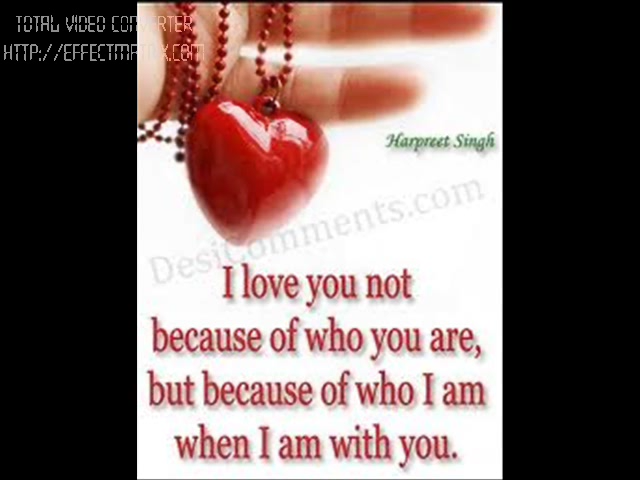 TOTAL VIDEO CONVERTER
HTTP://EFFECTMATRIX.COM
Harpreet Singh
DesiComments.com
I love you not
because of who you are,
but because of who I am
when I am with you.